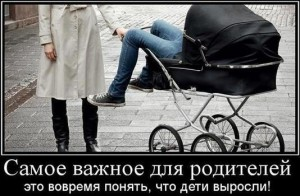 Самое важное для родителей
это вовремя понять, что дети выросли!